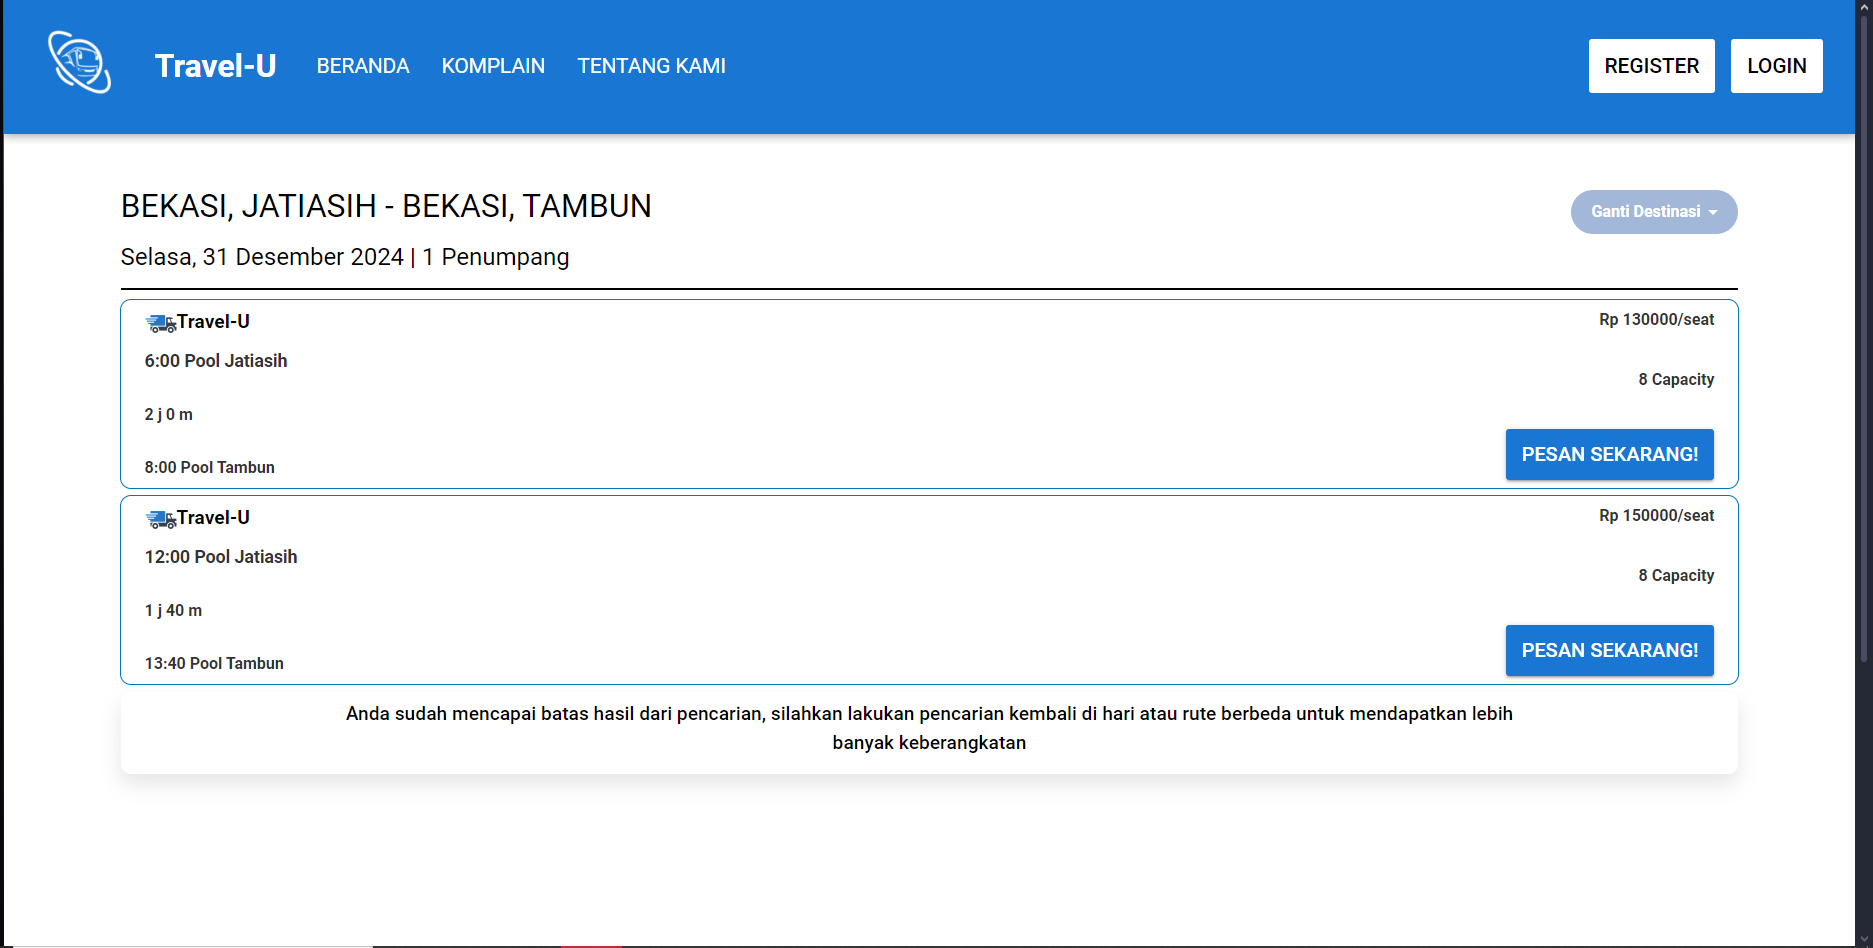 Travel-U BERANDA KOMPLAIN TENTANG KAMI REGISTER LOGIN
BEKASI, JATIASIH - BEKASI, TAMBUN
Ganti Destinasi
Selasa, 31 Desember 2024 | 1 Penumpang
Travel-U
Rp 130000/seat
6:00 Pool Jatiasih
8 Capacity
2 j 0 m
PESAN SEKARANG!
8:00 Pool Tambun
Travel-U
Rp 150000/seat
12:00 Pool Jatiasih
8 Capacity
1 j 40 m
PESAN SEKARANG!
13:40 Pool Tambun
Anda sudah mencapai batas hasil dari pencarian, silahkan lakukan pencarian kembali di hari atau rute berbeda untuk mendapatkan lebih
banyak keberangkatan